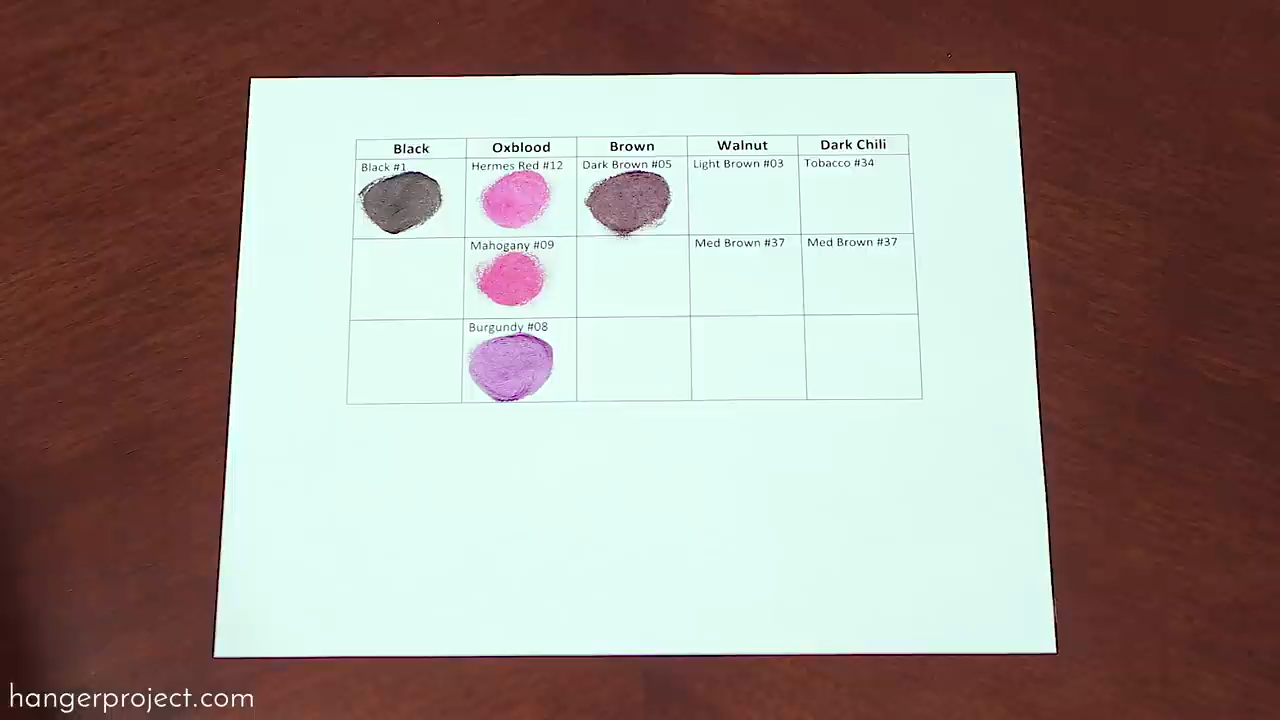 Black Oxblood Brown Walnut Dark Chili
Black #1 Hermes Red #12 Dark Brown #05 Light Brown #03 Tobacco #34
Mahogany #09 Med Brown #37 Med Brown #37
Burgundy #08
hangerproject.com